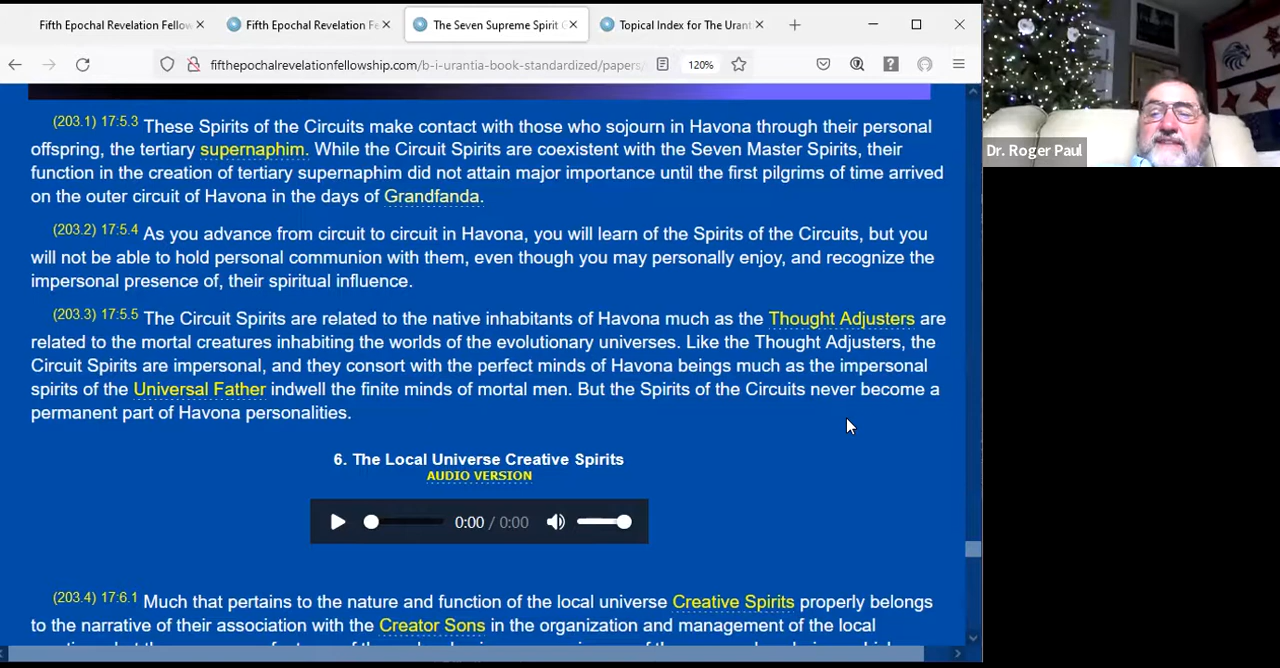 Fifth Epochal Revelation Fellow
Fifth Epochal Revelation Fe
The Seven Supreme Spirit G
Topical Index for The Urant
fifthepochalrevelationfellowship.com/b-i-urantia-book-standardized/papers/
120%
(203.1) 17:5.3 These Spirits of the Circuits make contact with those who sojourn in Havona through their personal
offspring, the tertiary supernaphim. While the Circuit Spirits are coexistent with the Seven Master Spirits, their
function in the creation of tertiary supernaphim did not attain major importance until the first pilgrims of time arrived
on the outer circuit of Havona in the days of Grandfanda.
(203.2) 17:5.4 As you advance from circuit to circuit in Havona, you will learn of the Spirits of the Circuits, but you
will not be able to hold personal communion with them, even though you may personally enjoy, and recognize the
impersonal presence of, their spiritual influence.
(203.3) 17:5.5 The Circuit Spirits are related to the native inhabitants of Havona much as the Thought Adjusters are
related to the mortal creatures inhabiting the worlds of the evolutionary universes. Like the Thought Adjusters, the
Circuit Spirits are impersonal, and they consort with the perfect minds of Havona beings much as the impersonal
spirits of the Universal Father indwell the finite minds of mortal men. But the Spirits of the Circuits never become a
permanent part of Havona personalities.
6. The Local Universe Creative Spirits
AUDIO VERSION
0:00 / 0:00
(203.4) 17:6.1 Much that pertains to the nature and function of the local universe Creative Spirits properly belongs
to the narrative of their association with the Creator Sons in the organization and management of the local
Dr. Roger Paul